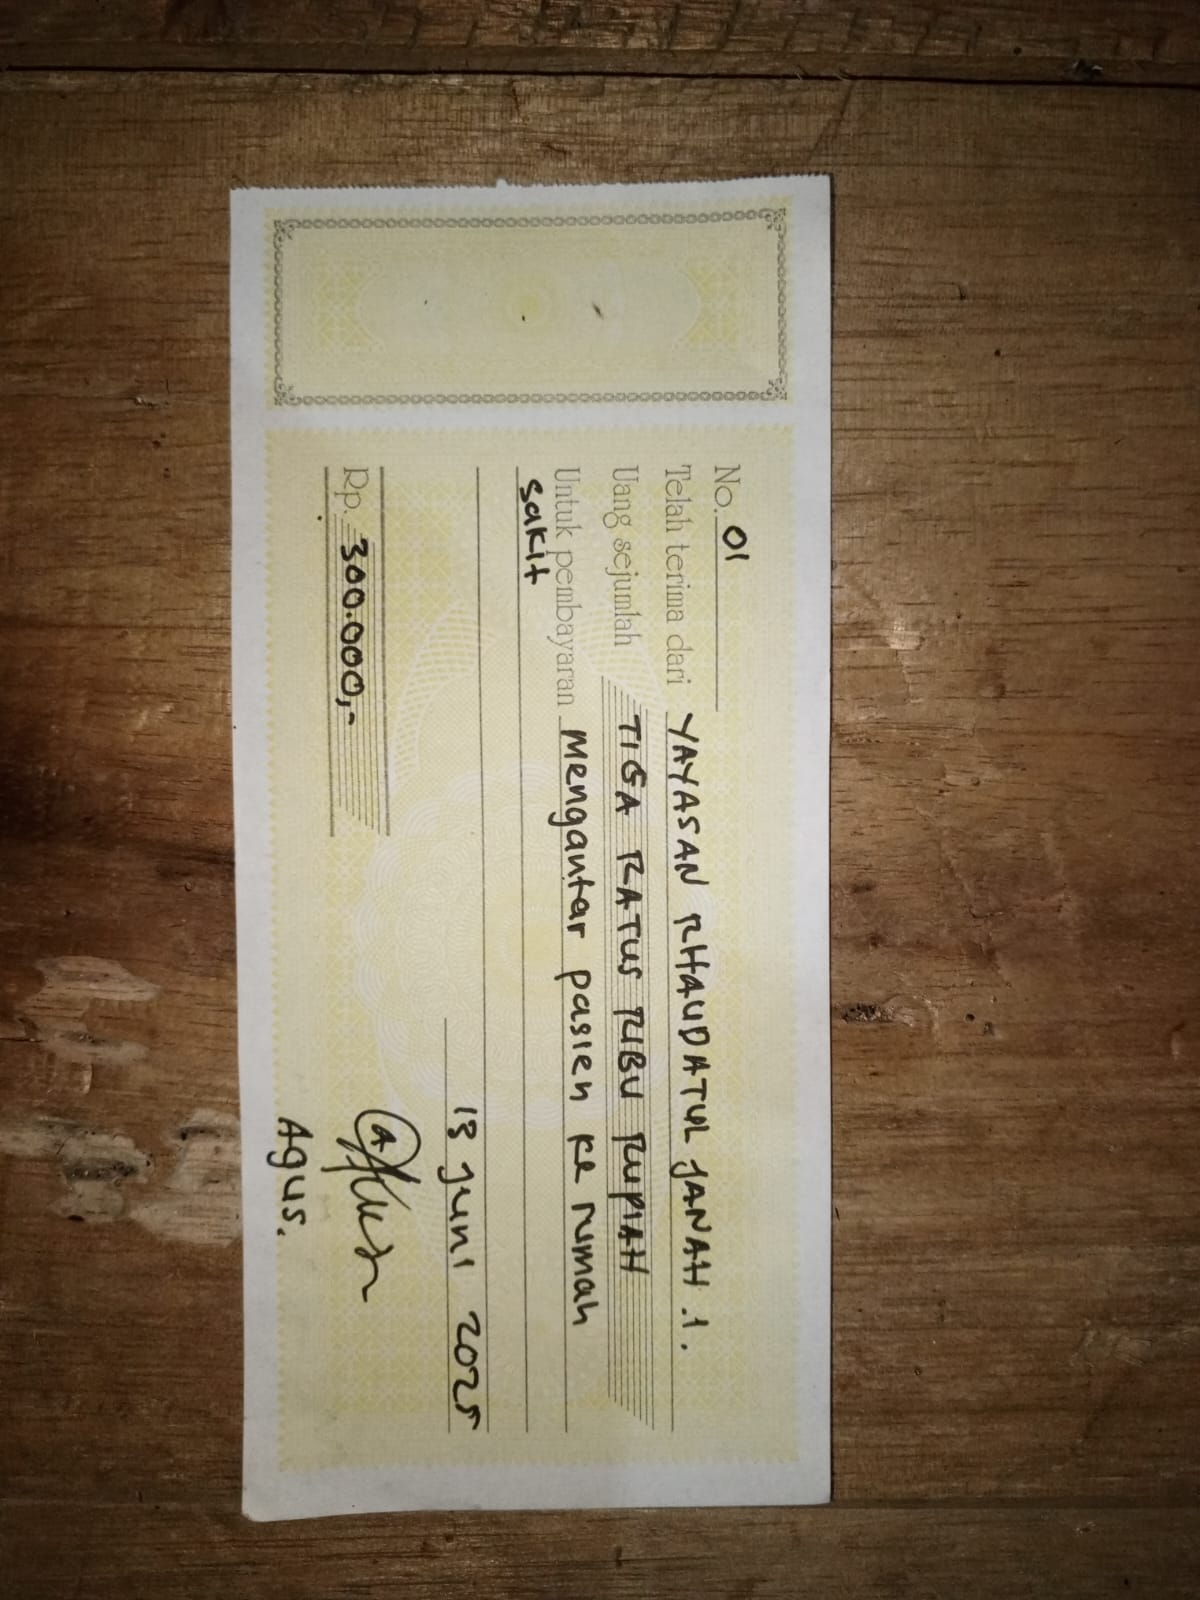 No. 01
Telah terima dari YAYASAN RHAUDATUL JANAH .1.
Uang sejumlah TIGA RATUS RIBU RUPIAH
Untuk pembayaran Mengantar pasien ke rumah
sakit
13 Juni 2025
Rp. 300.000,-
Agus.